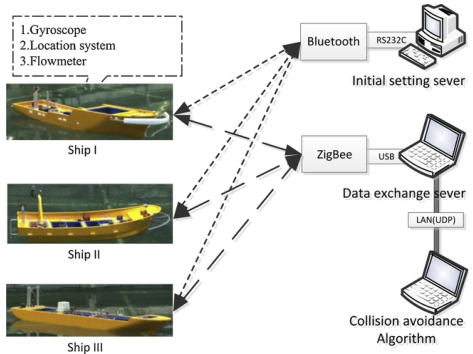 1.Gyroscope
2.Location system
3.Flowmeter
Ship I
Ship II
Ship III
Bluetooth
RS232C
Initial setting sever
ZigBee
USB
Data exchange sever
LAN(UDP)
Collision avoidance
Algorithm